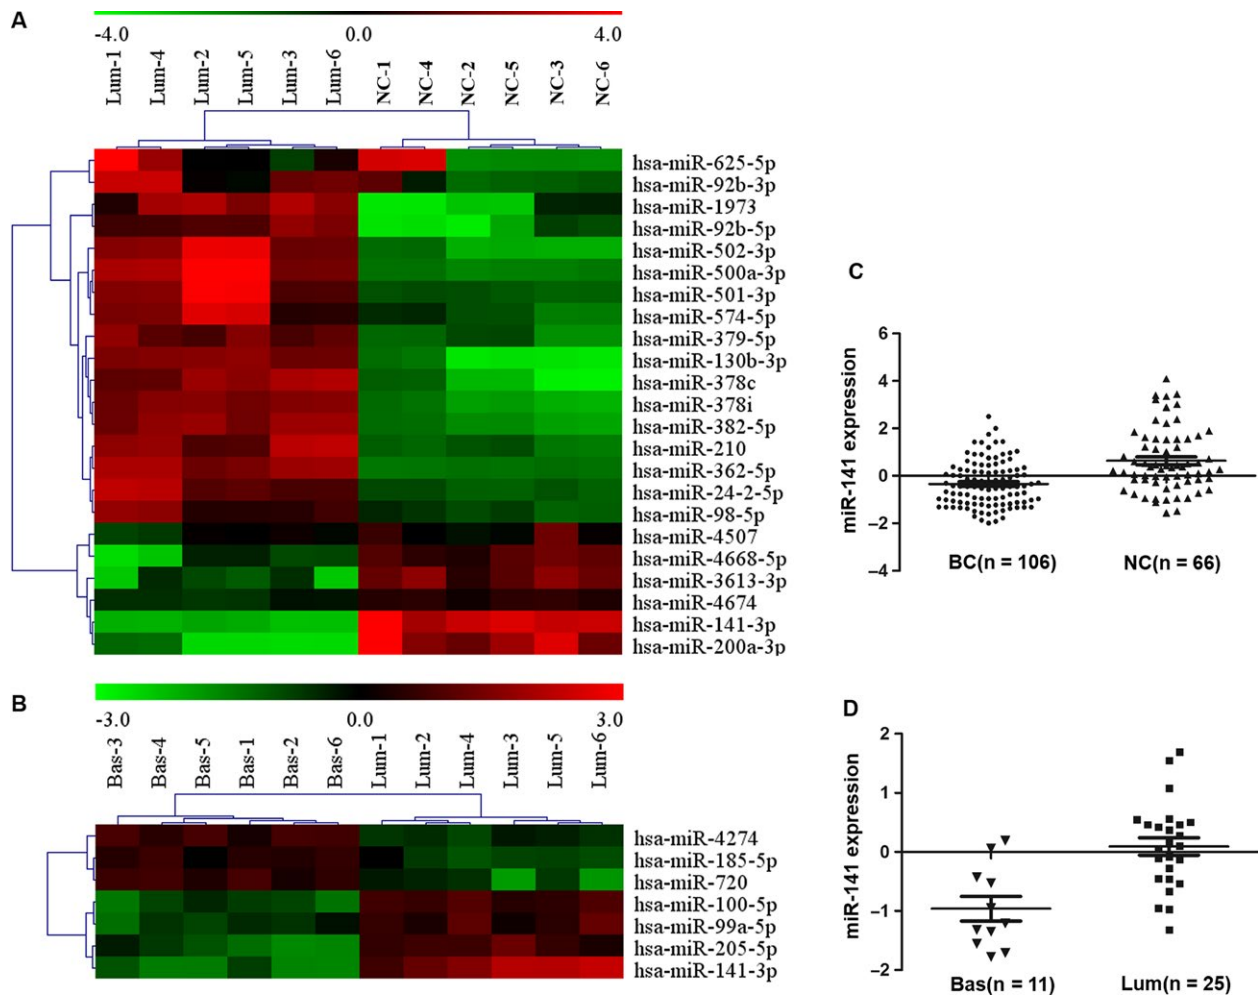 A
-4.0 0.0 4.0
Lum-1 Lum-4 Lum-2 Lum-5 Lum-3 Lum-6 NC-1 NC-4 NC-2 NC-5 NC-3 NC-6
hsa-miR-625-5p
hsa-miR-92b-3p
hsa-miR-1973
hsa-miR-92b-5p
hsa-miR-502-3p
hsa-miR-500a-3p
hsa-miR-501-3p
hsa-miR-574-5p
hsa-miR-379-5p
hsa-miR-130b-3p
hsa-miR-378c
hsa-miR-378i
hsa-miR-382-5p
hsa-miR-210
hsa-miR-362-5p
hsa-miR-24-2-5p
hsa-miR-98-5p
hsa-miR-4507
hsa-miR-4668-5p
hsa-miR-3613-3p
hsa-miR-4674
hsa-miR-141-3p
hsa-miR-200a-3p
B
-3.0 0.0 3.0
Bas-3 Bas-4 Bas-5 Bas-1 Bas-2 Bas-6 Lum-1 Lum-2 Lum-4 Lum-3 Lum-5 Lum-6
hsa-miR-4274
hsa-miR-185-5p
hsa-miR-720
hsa-miR-100-5p
hsa-miR-99a-5p
hsa-miR-205-5p
hsa-miR-141-3p
C
miR-141 expression
6
4
2
0
−2
−4
BC(n = 106) NC(n = 66)
D
miR-141 expression
2
1
0
−1
−2
Bas(n = 11) Lum(n = 25)